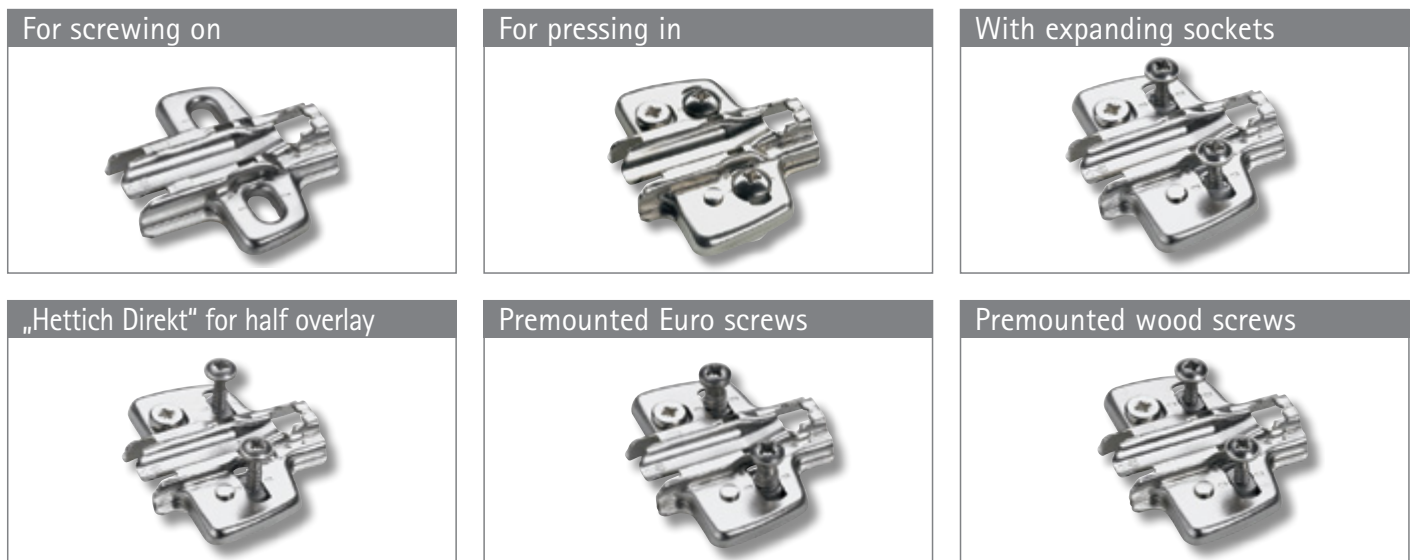 For screwing on
For pressing in
With expanding sockets
„Hettich Direkt“ for half overlay
Premounted Euro screws
Premounted wood screws